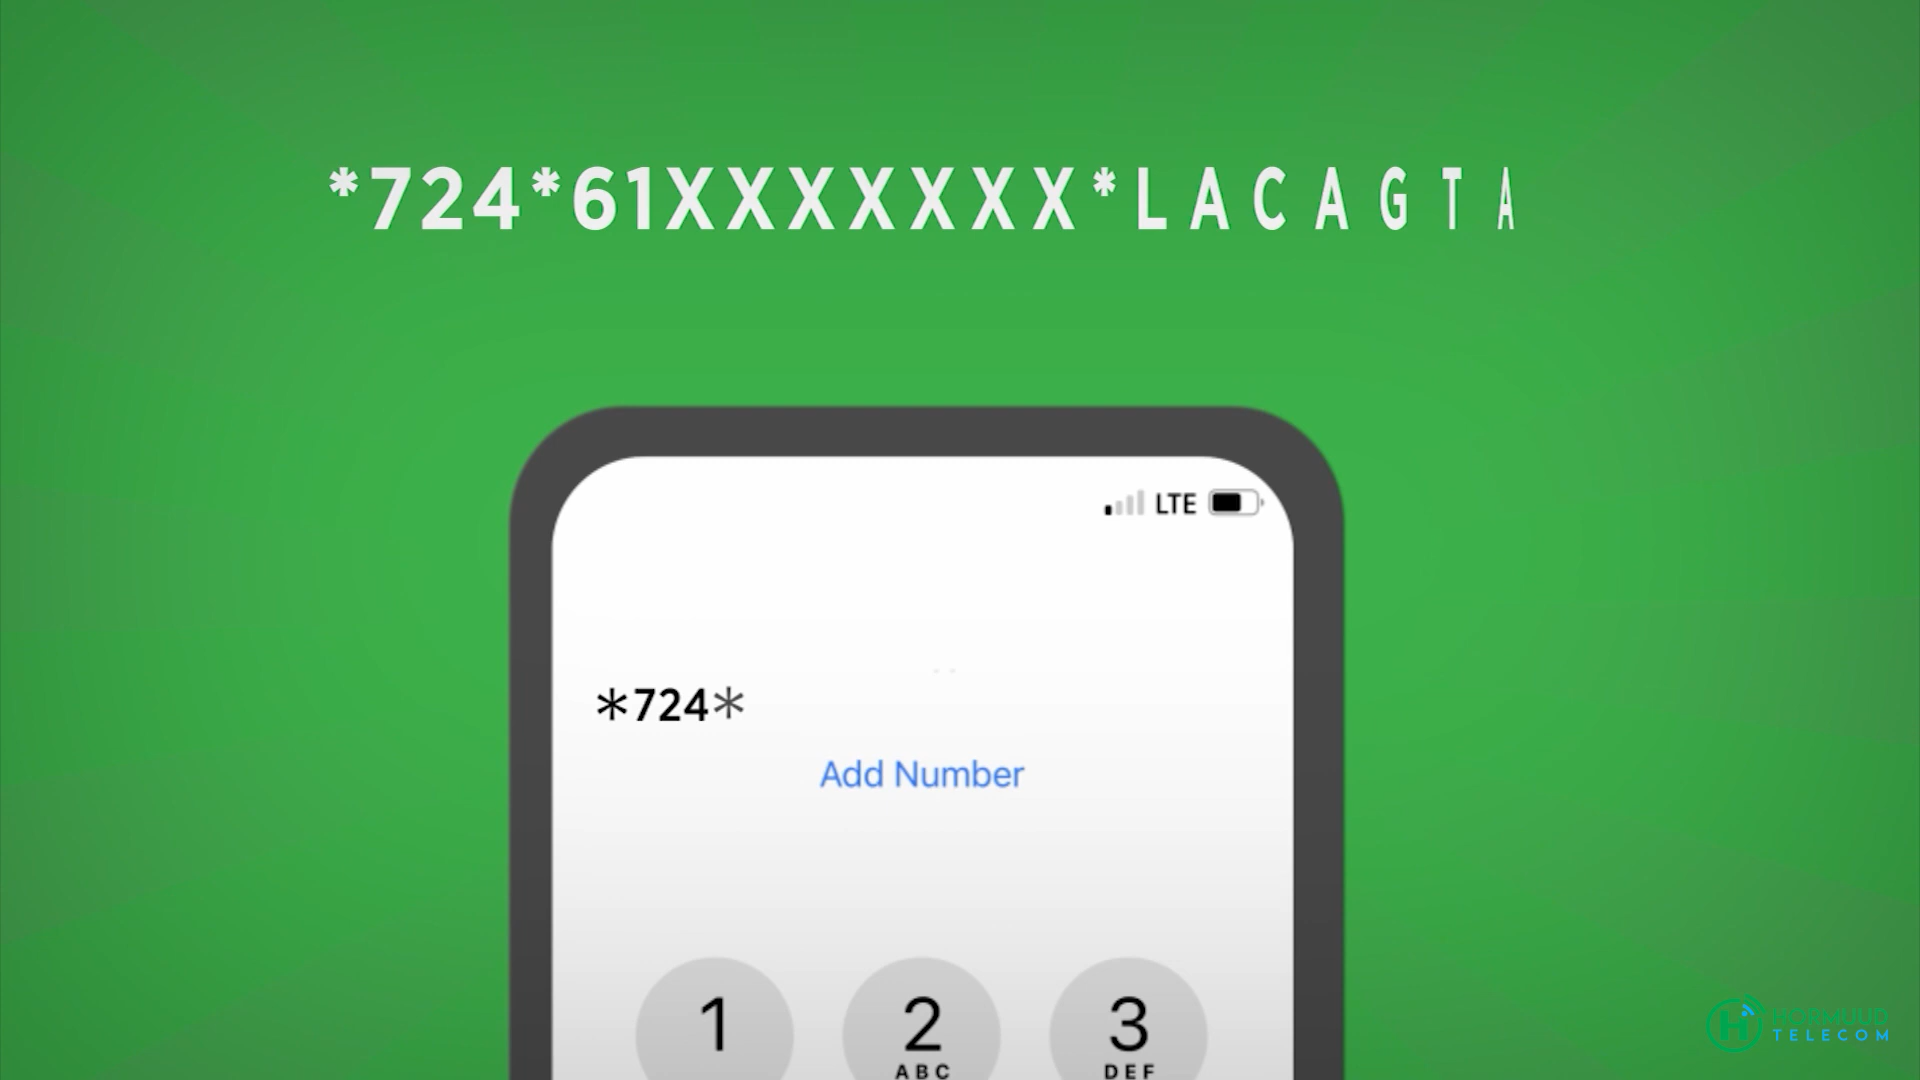 *724*61XXXXXXX*LACAGTA
LTE
*724*
Add Number
1
2
3
ABC
DEF
HORMUUD
TELECOM